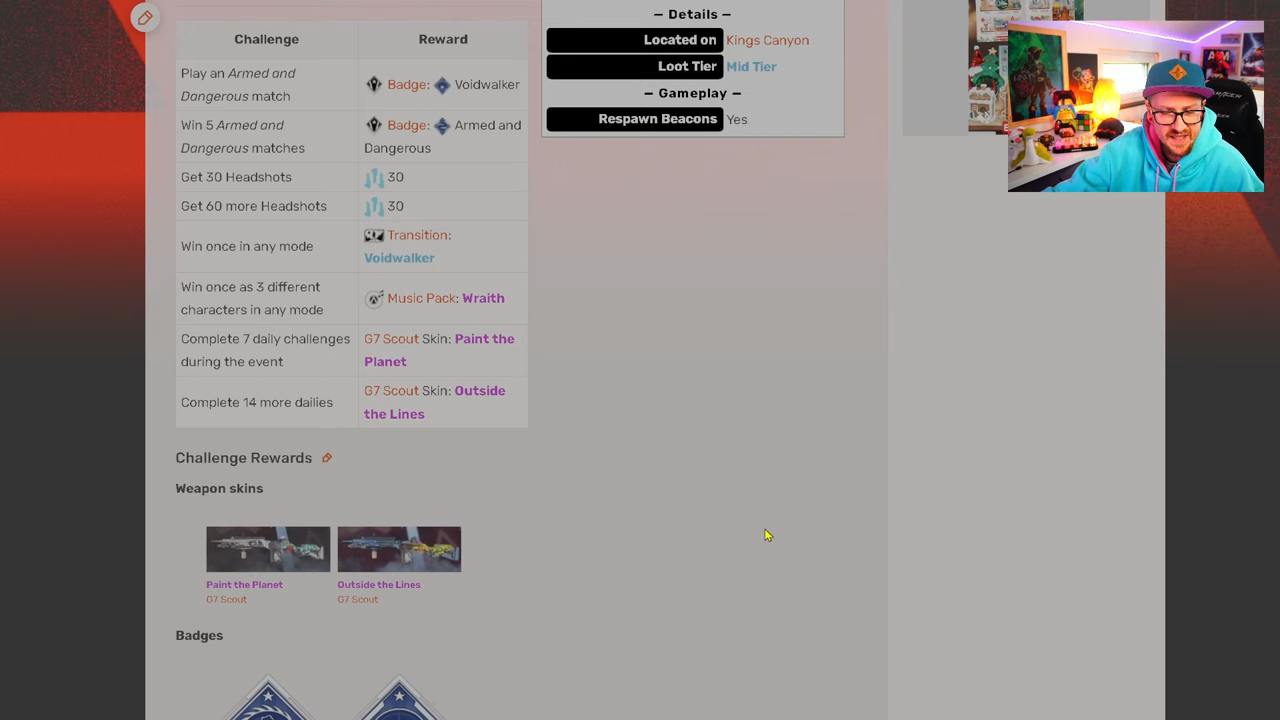 Challenge Reward
Play an Armed and
Dangerous match
Badge: Voidwalker
Win 5 Armed and
Dangerous matches
Badge: Armed and
Dangerous
Get 30 Headshots
30
Get 60 more Headshots
30
Win once in any mode
Transition:
Voidwalker
Win once as 3 different
characters in any mode
Music Pack: Wraith
Complete 7 daily challenges
during the event
G7 Scout Skin: Paint the
Planet
Complete 14 more dailies
G7 Scout Skin: Outside
the Lines
Challenge Rewards
Weapon skins
Paint the Planet
G7 Scout
Outside the Lines
G7 Scout
Badges
— Details —
Located on Kings Canyon
Loot Tier Mid Tier
— Gameplay —
Respawn Beacons Yes